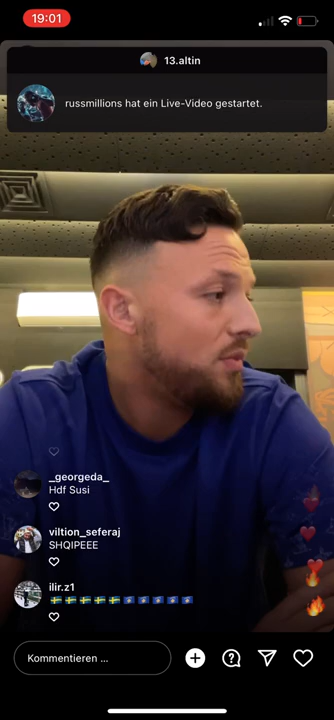 19:01
13.altin
russmillions hat ein Live-Video gestartet.
_georgeda_
Hdf Susi
viltion_seferaj
SHQIPEEE
ilir.z1
🇸🇪🇸🇪🇸🇪🇸🇪🇸🇪🇽🇰🇽🇰🇽🇰🇽🇰🇽🇰
Kommentieren ...